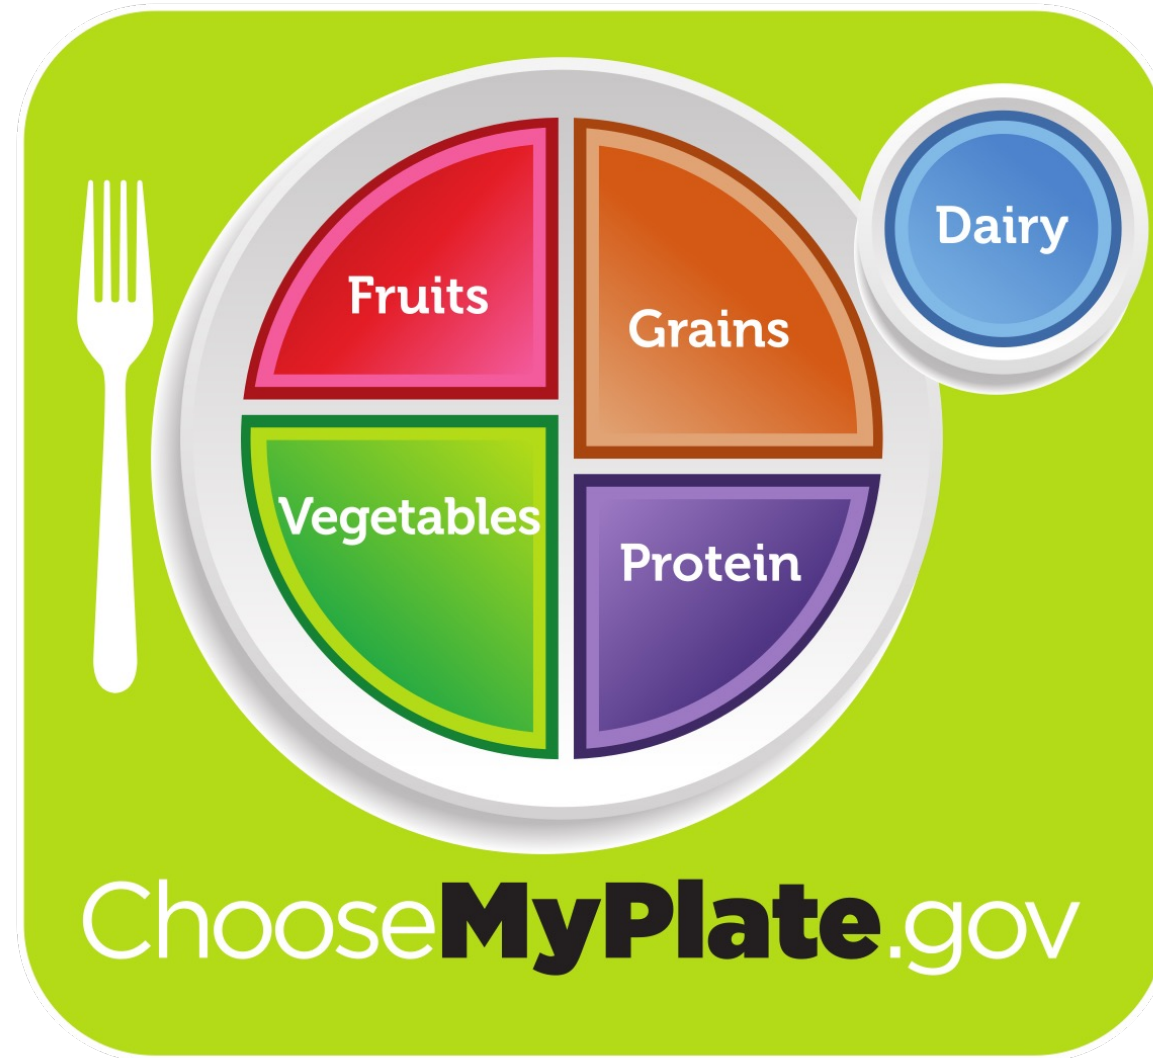 Fruits
Grains
Dairy
Vegetables
Protein
ChooseMyPlate.gov